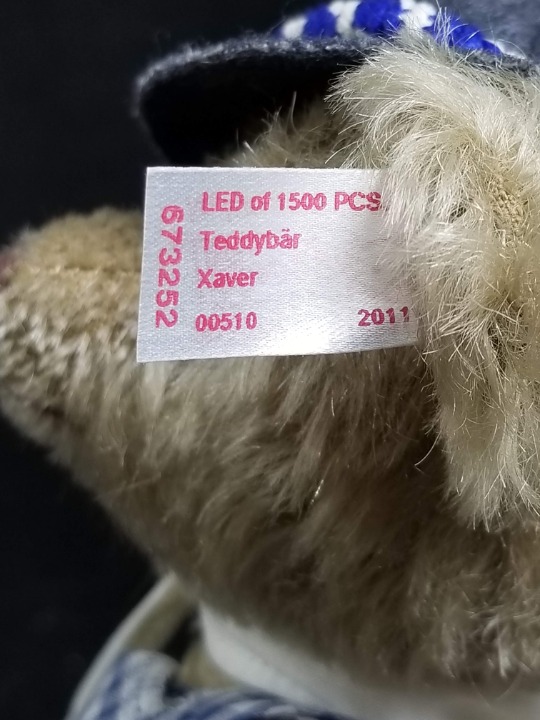 LED of 1500 PCS.
Teddybär
Xaver
00510 2011
673252